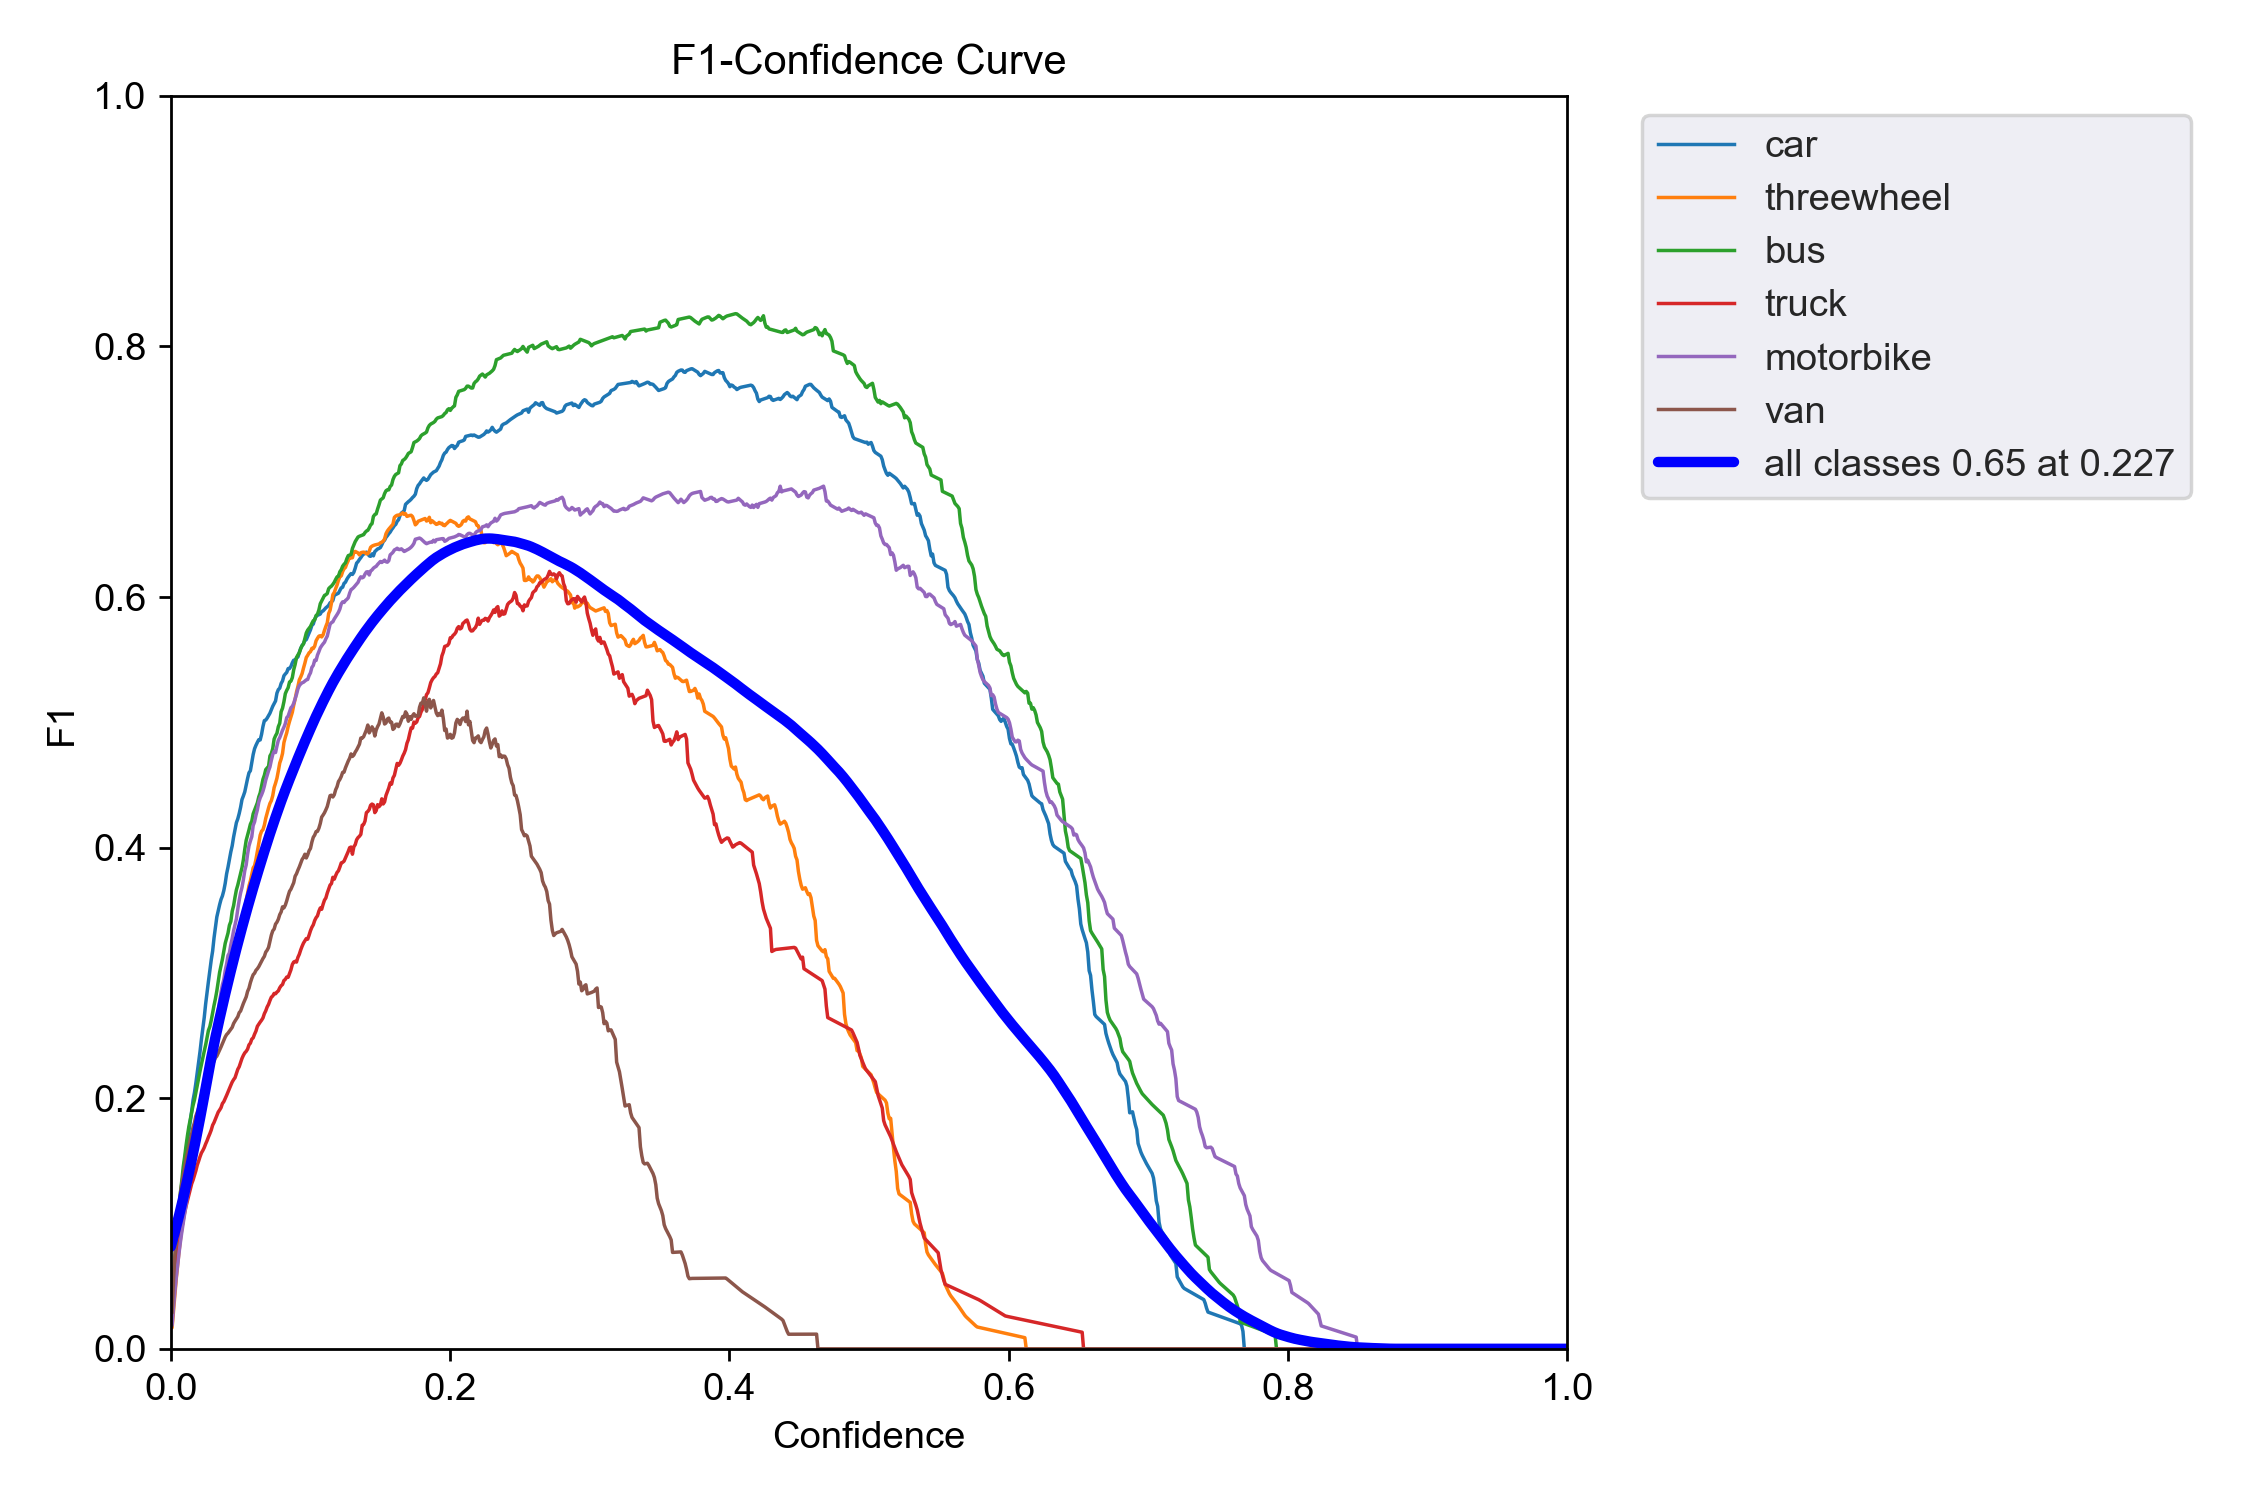 F1-Confidence Curve
1.0
0.8
0.6
0.4
0.2
0.0
F1
0.0 0.2 0.4 0.6 0.8 1.0
Confidence
car
threewheel
bus
truck
motorbike
van
all classes 0.65 at 0.227